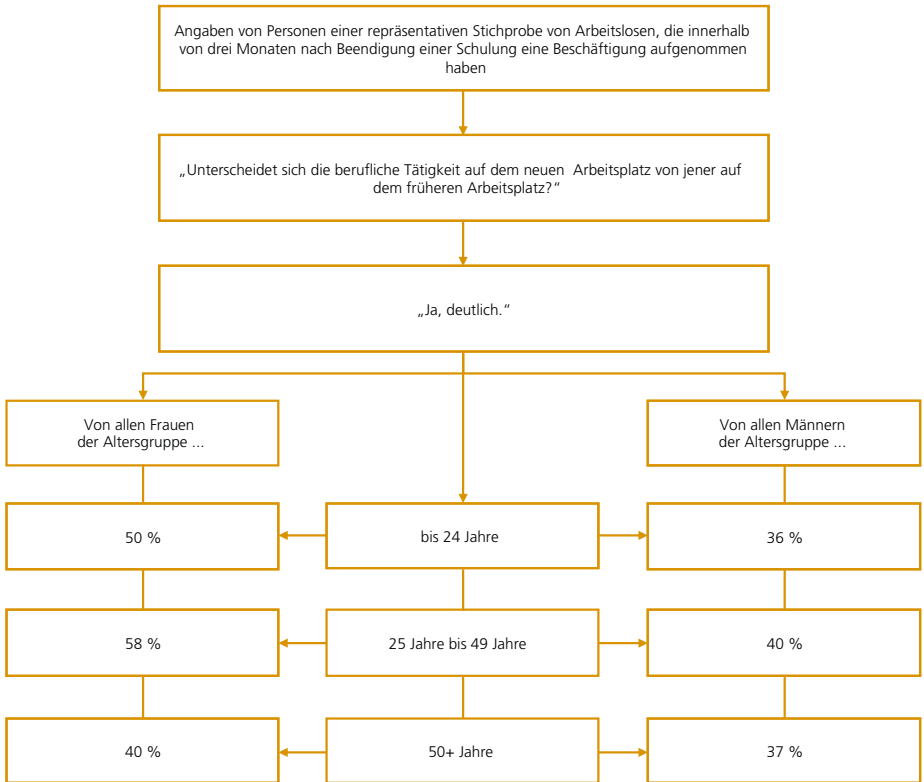 Angaben von Personen einer repräsentativen Stichprobe von Arbeitslosen, die innerhalb
von drei Monaten nach Beendigung einer Schulung eine Beschäftigung aufgenommen
haben
„Unterscheidet sich die berufliche Tätigkeit auf dem neuen Arbeitsplatz von jener auf
dem früheren Arbeitsplatz?“
„Ja, deutlich.“
Von allen Frauen
der Altersgruppe ...
Von allen Männern
der Altersgruppe ...
50 %
bis 24 Jahre
36 %
58 %
25 Jahre bis 49 Jahre
40 %
40 %
50+ Jahre
37 %